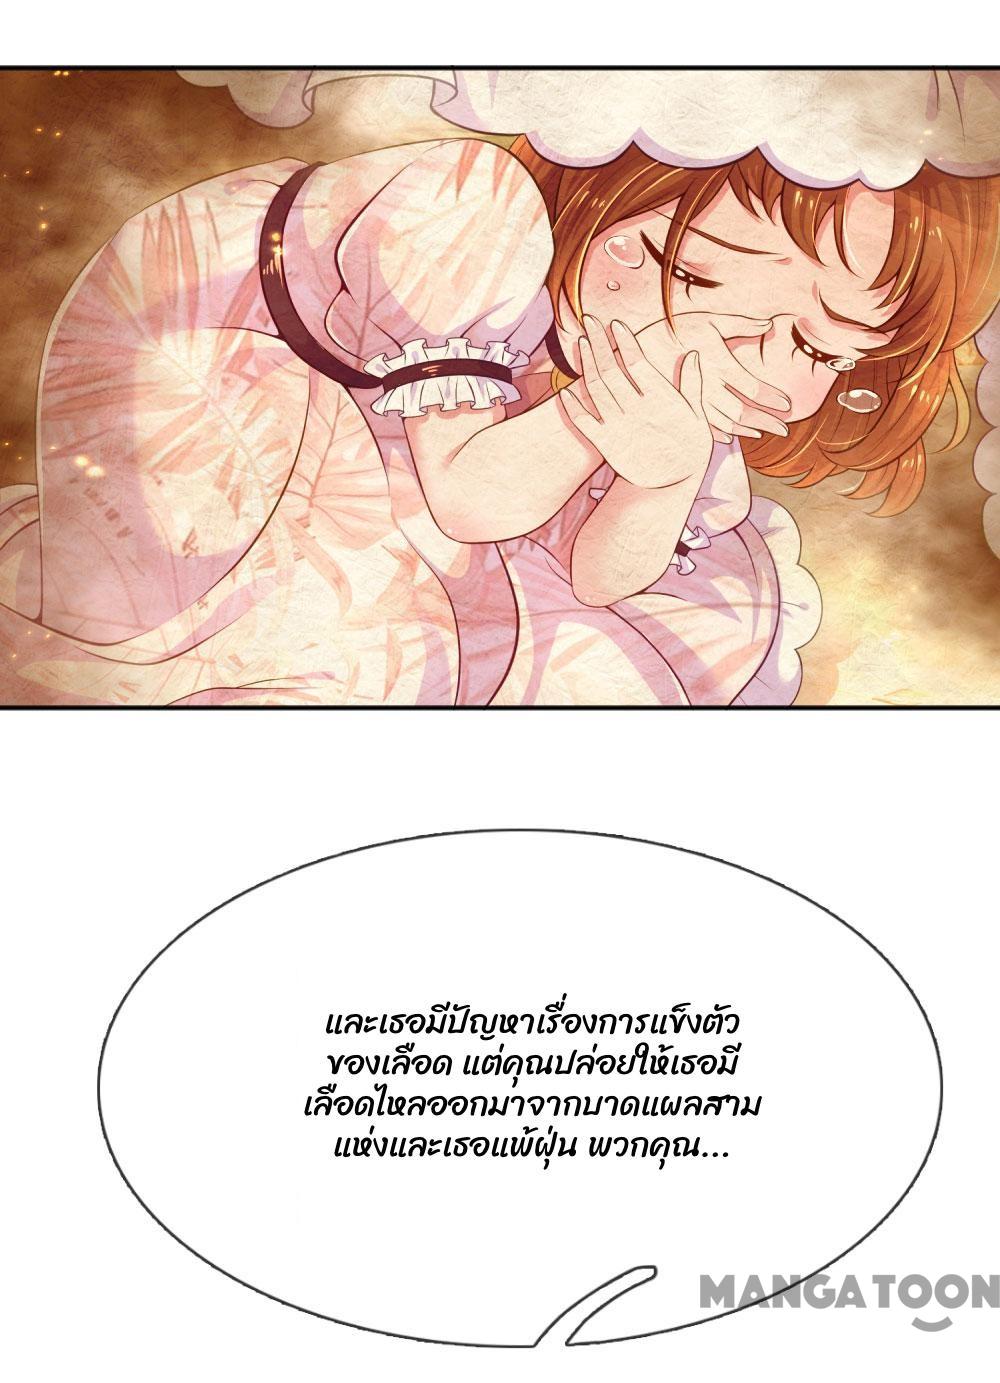 และเธอมีปัญหาเรื่องการแข็งตัว
ของเลือด แต่คุณปล่อยให้เธอมี
เลือดไหลออกมาจากบาดแผลสาม
แห่งและเธอแพ้ฝุ่น พวกคุณ...
MANGATOON